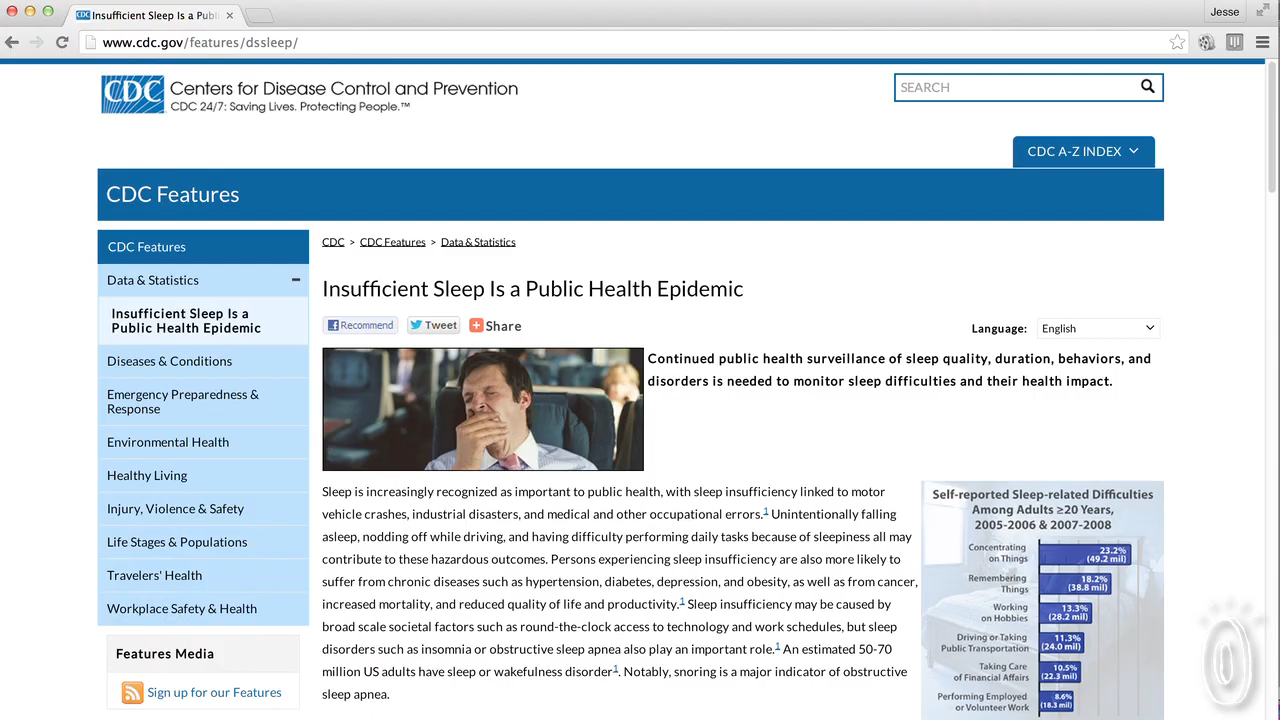 Insufficient Sleep Is a Publ
Jesse
www.cdc.gov/features/dssleep/
CDC Centers for Disease Control and Prevention
CDC 24/7: Saving Lives. Protecting People.™
SEARCH
CDC A-Z INDEX
CDC Features
CDC Features
Data & Statistics
Insufficient Sleep Is a
Public Health Epidemic
Diseases & Conditions
Emergency Preparedness &
Response
Environmental Health
Healthy Living
Injury, Violence & Safety
Life Stages & Populations
Travelers' Health
Workplace Safety & Health
Features Media
Sign up for our Features
CDC > CDC Features > Data & Statistics
Insufficient Sleep Is a Public Health Epidemic
Recommend Tweet Share
Language: English
Continued public health surveillance of sleep quality, duration, behaviors, and
disorders is needed to monitor sleep difficulties and their health impact.
Sleep is increasingly recognized as important to public health, with sleep insufficiency linked to motor
vehicle crashes, industrial disasters, and medical and other occupational errors.1 Unintentionally falling
asleep, nodding off while driving, and having difficulty performing daily tasks because of sleepiness all may
contribute to these hazardous outcomes. Persons experiencing sleep insufficiency are also more likely to
suffer from chronic diseases such as hypertension, diabetes, depression, and obesity, as well as from cancer,
increased mortality, and reduced quality of life and productivity.1 Sleep insufficiency may be caused by
broad scale societal factors such as round-the-clock access to technology and work schedules, but sleep
disorders such as insomnia or obstructive sleep apnea also play an important role.1 An estimated 50-70
million US adults have sleep or wakefulness disorder1. Notably, snoring is a major indicator of obstructive
sleep apnea.
Self-reported Sleep-related Difficulties
Among Adults ≥20 Years,
2005-2006 & 2007-2008
Concentrating
on Things
23.2%
(49.2 mil)
Remembering
Things
18.2%
(38.8 mil)
Working
on Hobbies
13.3%
(28.2 mil)
Driving or Taking
Public Transportation
11.3%
(24.0 mil)
Taking Care
of Financial Affairs
10.5%
(22.3 mil)
Performing Employed
or Volunteer Work
8.6%
(18.3 mil)